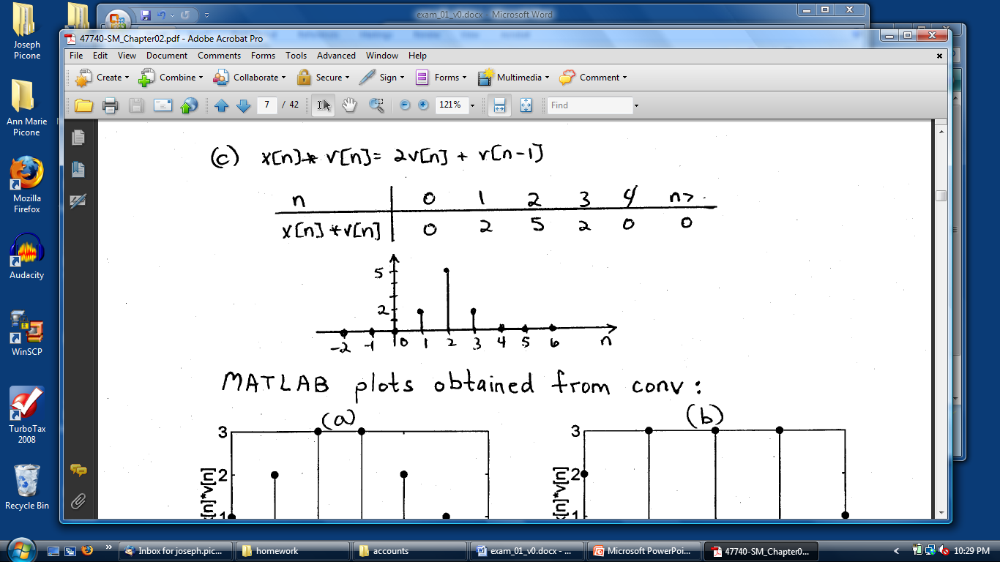 exam_01_v0.docx - Microsoft Word
47740-SM_Chapter02.pdf - Adobe Acrobat Pro
File Edit View Document Comments Forms Tools Advanced Window Help
Create Combine Collaborate Secure Sign Forms Multimedia Comment
7 / 42 121% Find
Joseph Picone
Ann Marie Picone
Mozilla Firefox
Audacity
WinSCP
TurboTax 2008
Recycle Bin
(c) x[n]* v[n]= 2v[n] + v[n-1]
n 0 1 2 3 4 n>
x[n]*v[n] 0 2 5 2 0 0
5
2
-2 -1 0 1 2 3 4 5 6 n
MATLAB plots obtained from conv:
(a) (b)
3 3
2 2
1 1
[n]*v[n] x[n]*v[n]
Inbox for joseph.pic... homework accounts exam_01_v0.docx - ... Microsoft PowerPoi... 47740-SM_Chapter0... 10:29 PM